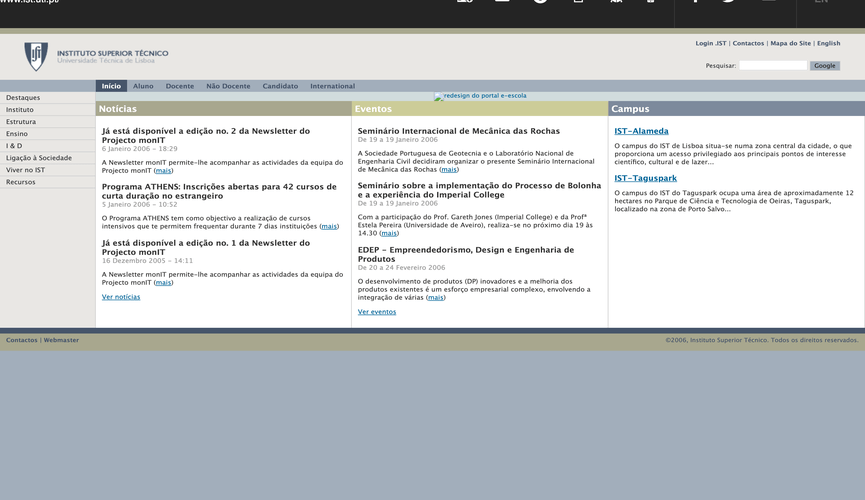 www.ist.utl.pt/
EN
INSTITUTO SUPERIOR TÉCNICO
Universidade Técnica de Lisboa
Login .IST | Contactos | Mapa do Site | English
Pesquisar:
Google
Início
Aluno
Docente
Não Docente
Candidato
International
Destaques
Instituto
Estrutura
Ensino
I & D
Ligação à Sociedade
Viver no IST
Recursos
redesign do portal e-escola
Notícias
Já está disponível a edição no. 2 da Newsletter do
Projecto monIT
6 Janeiro 2006 - 18:29
A Newsletter monIT permite-lhe acompanhar as actividades da equipa do
Projecto monIT (mais)
Programa ATHENS: Inscrições abertas para 42 cursos de
curta duração no estrangeiro
5 Janeiro 2006 - 10:52
O Programa ATHENS tem como objectivo a realização de cursos
intensivos que te permitem frequentar durante 7 dias instituições (mais)
Já está disponível a edição no. 1 da Newsletter do
Projecto monIT
16 Dezembro 2005 - 14:11
A Newsletter monIT permite-lhe acompanhar as actividades da equipa do
Projecto monIT (mais)
Ver notícias
Eventos
Seminário Internacional de Mecânica das Rochas
De 19 a 19 Janeiro 2006
A Sociedade Portuguesa de Geotecnia e o Laboratório Nacional de
Engenharia Civil decidiram organizar o presente Seminário Internacional
de Mecânica das Rochas (mais)
Seminário sobre a implementação do Processo de Bolonha
e a experiência do Imperial College
De 19 a 19 Janeiro 2006
Com a participação do Prof. Gareth Jones (Imperial College) e da Profª
Estela Pereira (Universidade de Aveiro), realiza-se no próximo dia 19 às
14.30 (mais)
EDEP - Empreendedorismo, Design e Engenharia de
Produtos
De 20 a 24 Fevereiro 2006
O desenvolvimento de produtos (DP) inovadores e a melhoria dos
produtos existentes é um esforço empresarial complexo, envolvendo a
integração de várias (mais)
Ver eventos
Campus
IST-Alameda
O campus do IST de Lisboa situa-se numa zona central da cidade, o que
proporciona um acesso privilegiado aos principais pontos de interesse
científico, cultural e de lazer...
IST-Taguspark
O campus do IST do Taguspark ocupa uma área de aproximadamente 12
hectares no Parque de Ciência e Tecnologia de Oeiras, Taguspark,
localizado na zona de Porto Salvo...
Contactos | Webmaster
©2006, Instituto Superior Técnico. Todos os direitos reservados.